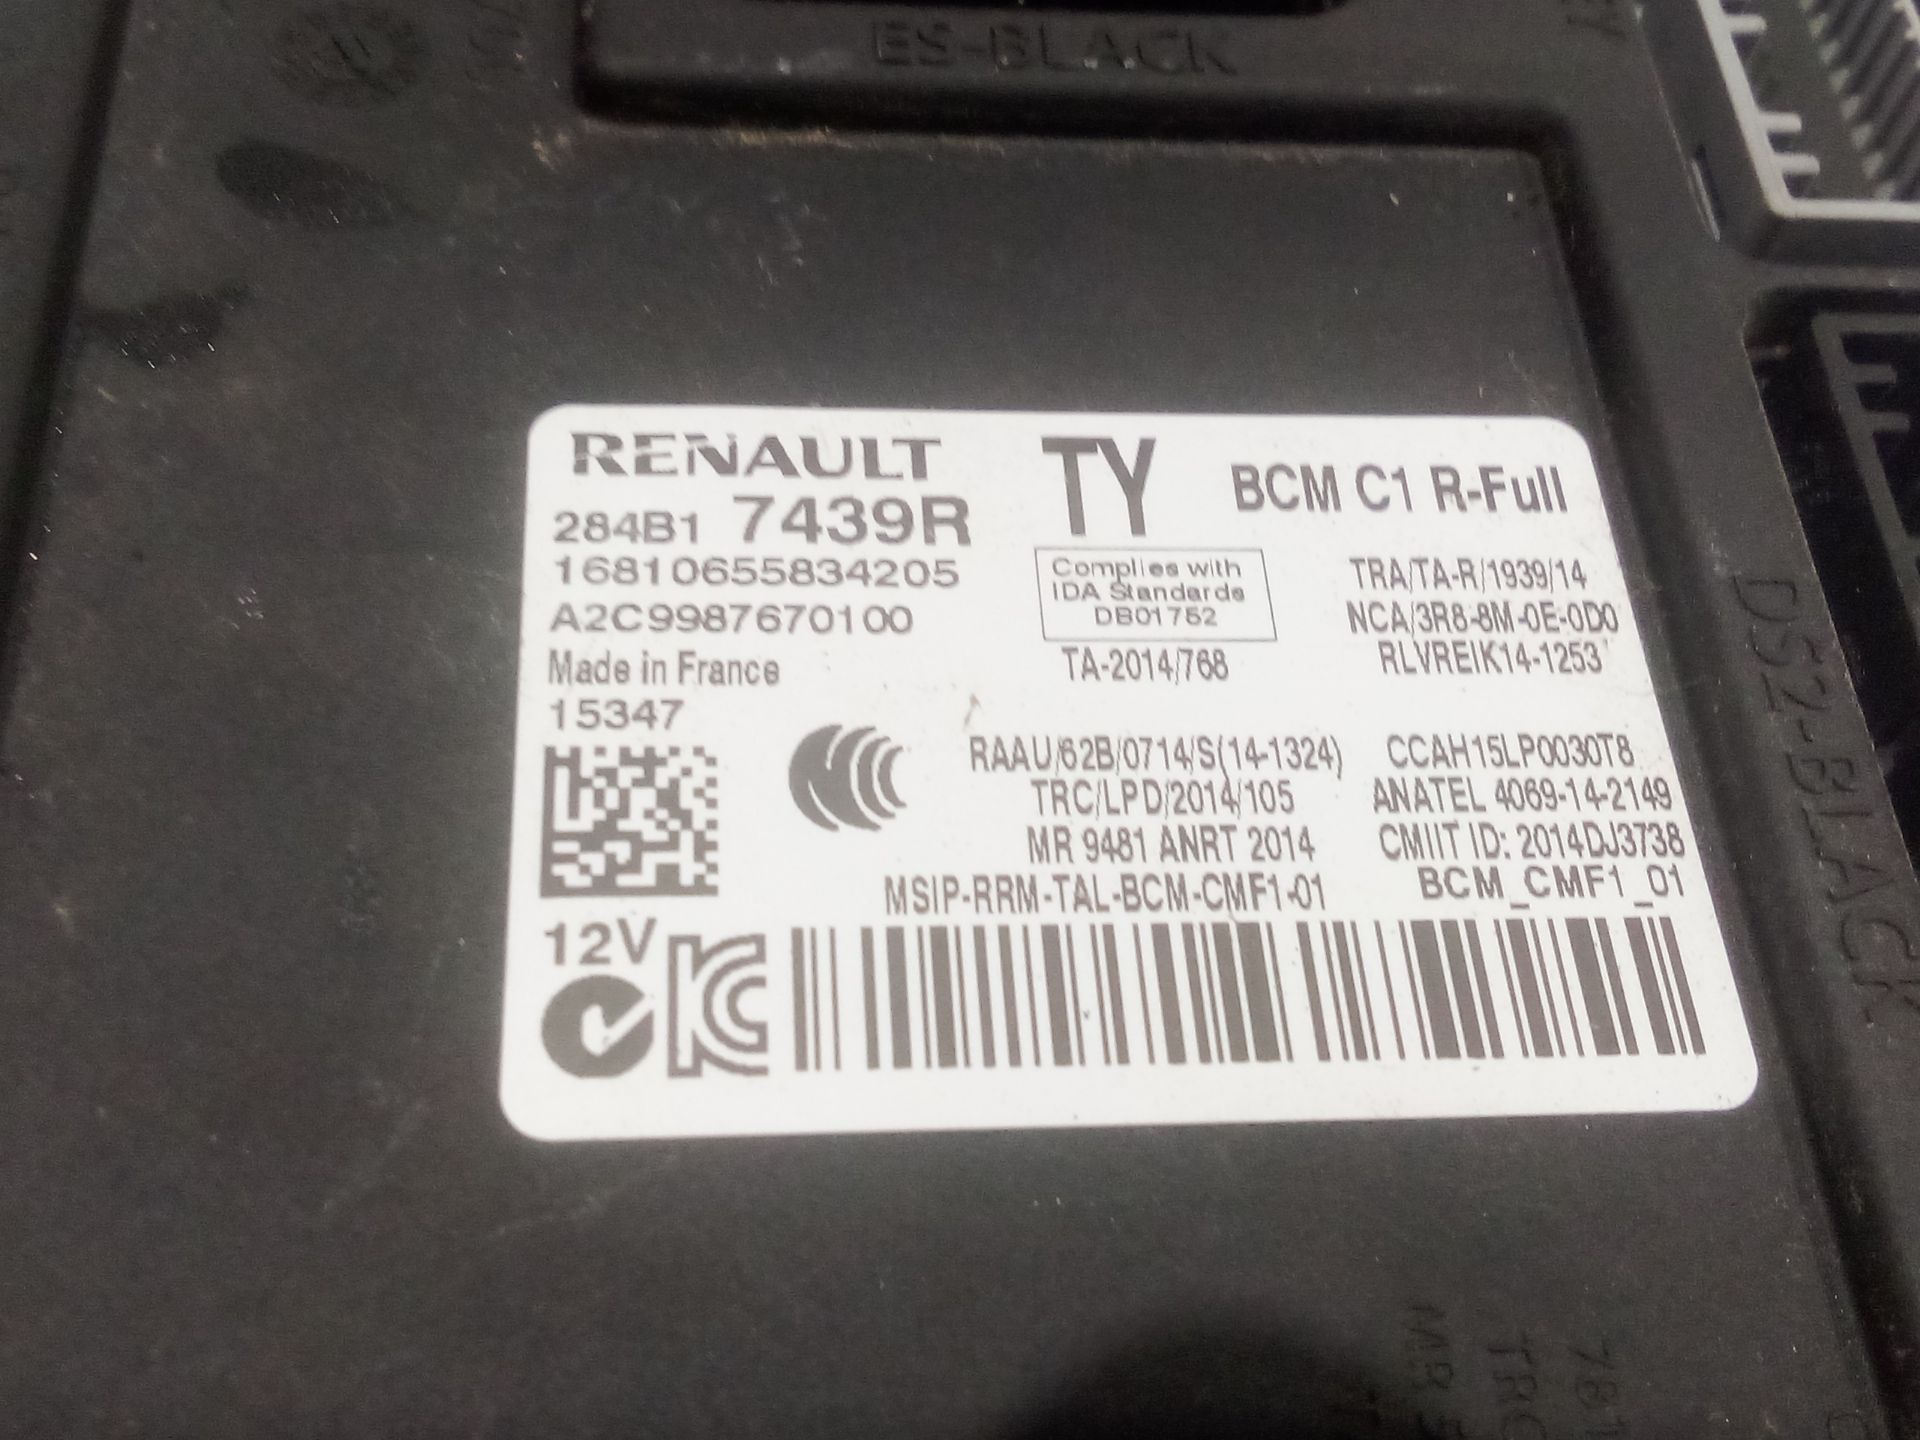 ES-BLACK
RENAULT
TY
BCM C1 R-Full
284B1 7439R
16810655834205
A2C9987670100
Made in France
15347
Complies with
IDA Standards
DB01752
TA-2014/768
TRA/TA-R/1939/14
NCA/3R8-8M-0E-0D0
RLVREIK14-1253
RAAU/62B/0714/S(14-1324)
CCAH15LP0030T8
TRC/LPD/2014/105
ANATEL 4069-14-2149
MR 9481 ANRT 2014
CMIIT ID: 2014DJ3738
MSIP-RRM-TAL-BCM-CMF1-01
BCM_CMF1_01
12V
DS2-BLACK